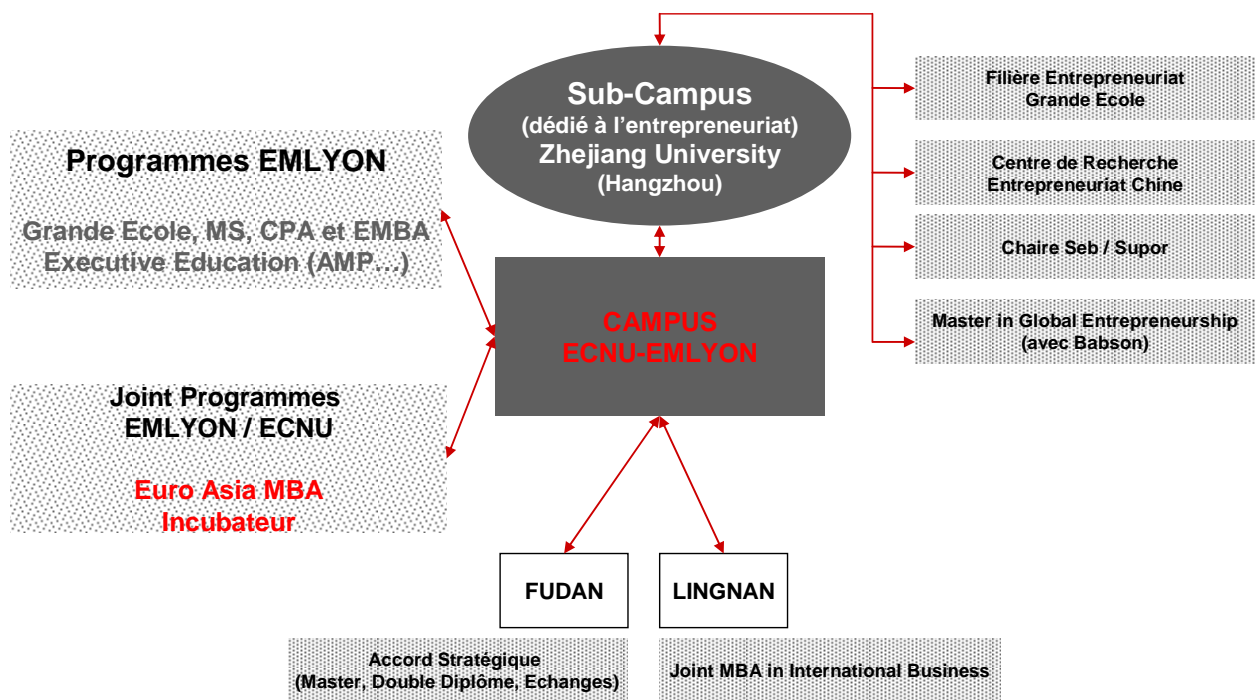 Sub-Campus
(dédié à l'entrepreneuriat)
Zhejiang University
(Hangzhou)
Filière Entrepreneuriat
Grande Ecole
Centre de Recherche
Entrepreneuriat Chine
Chaire Seb / Supor
Master in Global Entrepreneurship
(avec Babson)
Programmes EMLYON
Grande Ecole, MS, CPA et EMBA
Executive Education (AMP…)
CAMPUS
ECNU-EMLYON
Joint Programmes
EMLYON / ECNU
Euro Asia MBA
Incubateur
FUDAN
LINGNAN
Accord Stratégique
(Master, Double Diplôme, Echanges)
Joint MBA in International Business